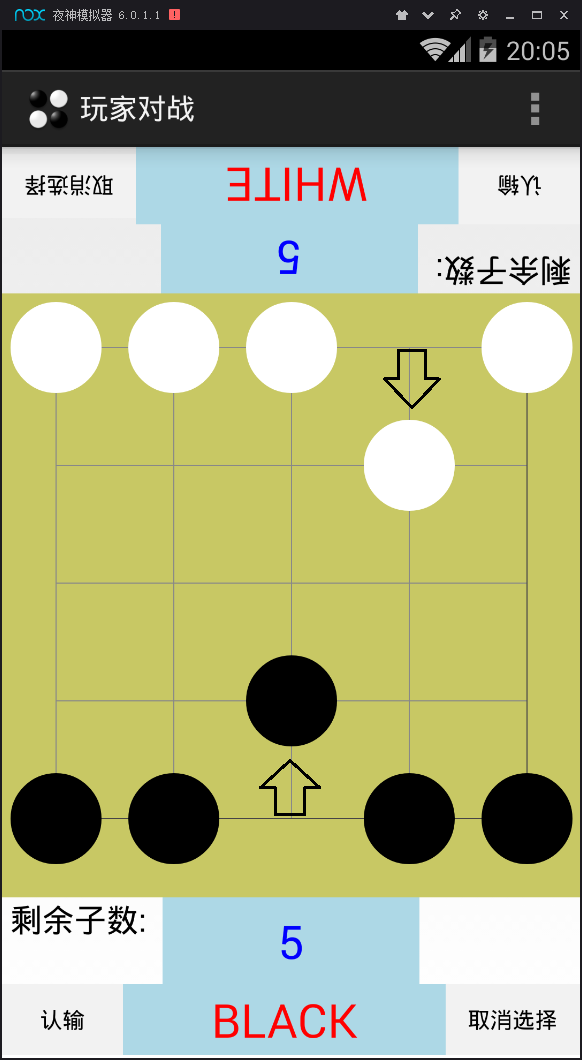 nox 夜神模拟器 6.0.1.1
20:05
玩家对战
取消选择 WHITE 认输
5 剩余子数:
剩余子数: 5
认输 BLACK 取消选择